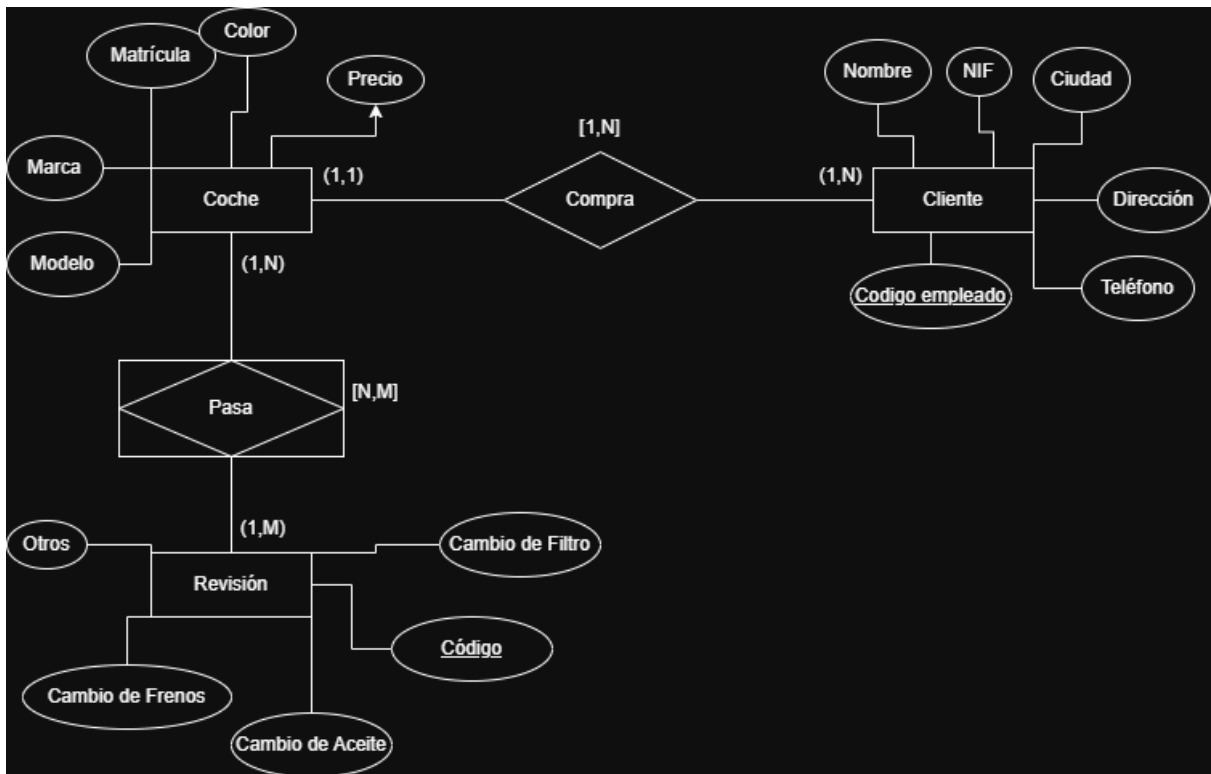 Color
Matrícula
Precio
Nombre
NIF
Ciudad
[1,N]
Marca
(1,1)
(1,N)
Coche
Compra
Cliente
Dirección
Modelo
(1,N)
Codigo empleado
Teléfono
[N,M]
Pasa
(1,M)
Otros
Cambio de Filtro
Revisión
Código
Cambio de Frenos
Cambio de Aceite